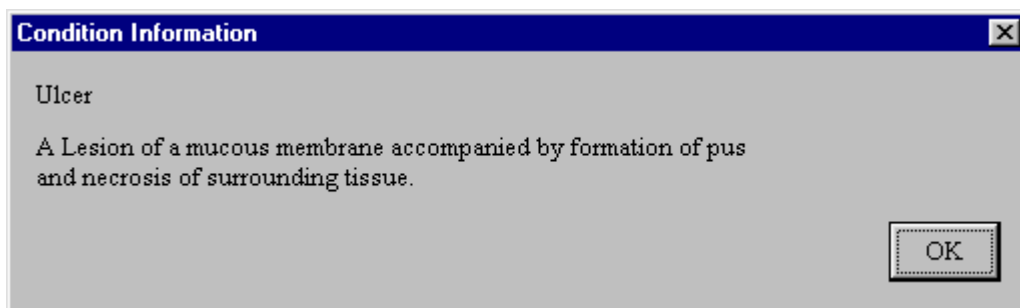 Condition Information
Ulcer
A Lesion of a mucous membrane accompanied by formation of pus
and necrosis of surrounding tissue.
OK